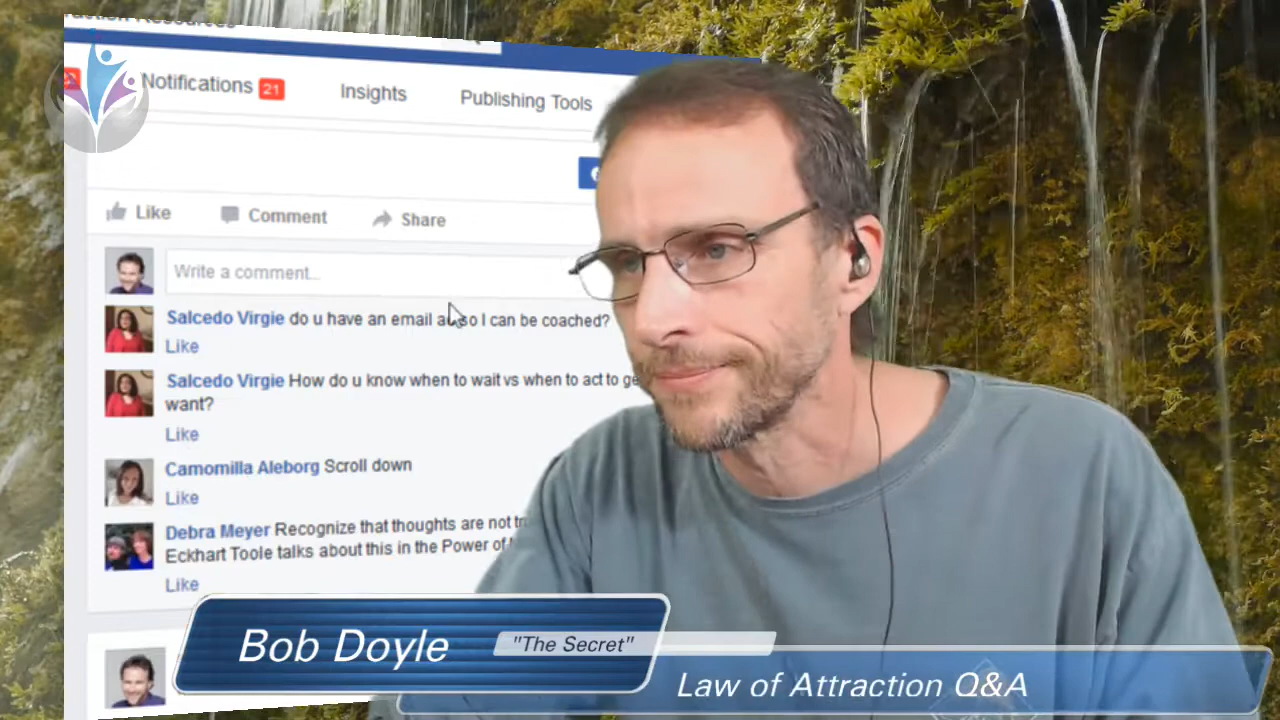 Notifications 21
Insights
Publishing Tools
Like
Comment
Share
Write a comment...
Salcedo Virgie do u have an email so I can be coached?
Like
Salcedo Virgie How do u know when to wait vs when to act to
want?
Like
Camomilla Aleborg Scroll down
Like
Debra Meyer Recognize that thoughts are not
Eckhart Toole talks about this in the Power of
Like
Bob Doyle
"The Secret"
Law of Attraction Q&A